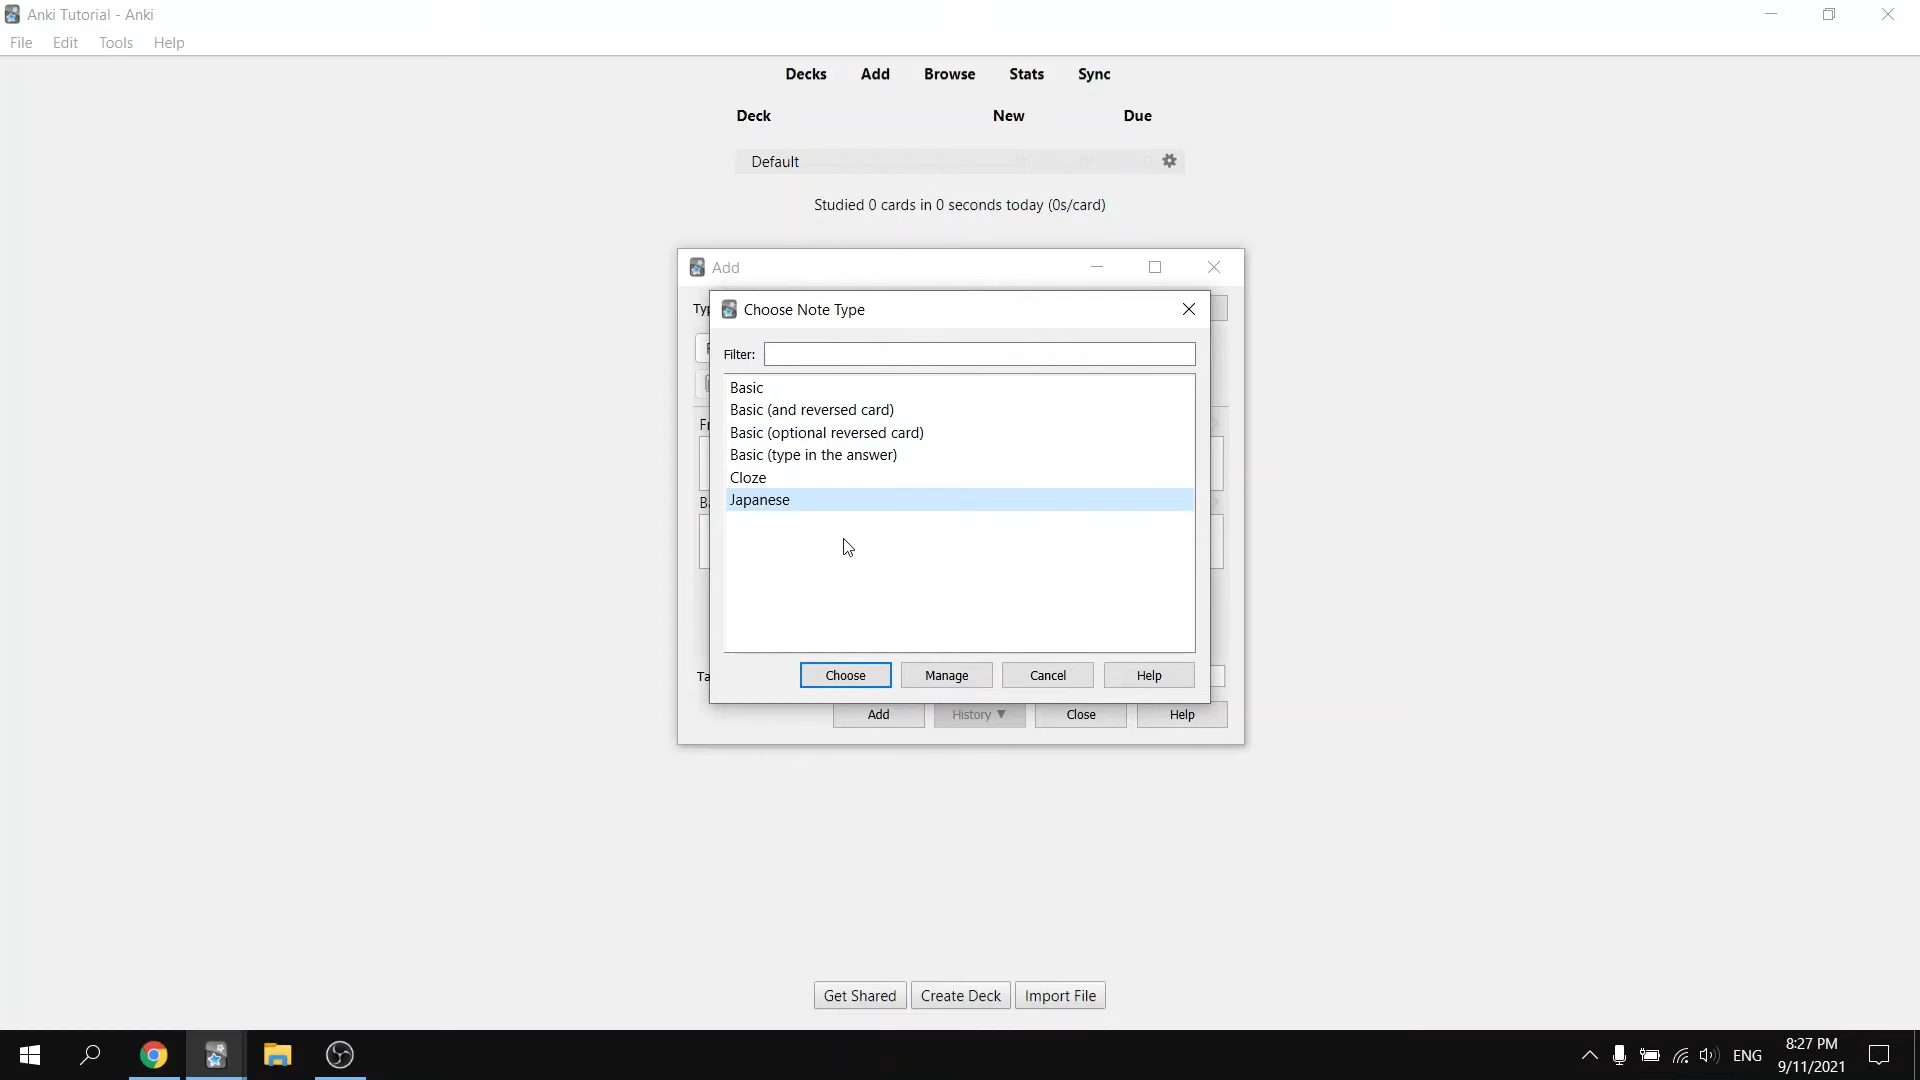 Anki Tutorial - Anki
File Edit Tools Help
Decks Add Browse Stats Sync
Deck New Due
Default 0 0 0
Studied 0 cards in 0 seconds today (0s/card)
Add
Choose Note Type
Filter:
Basic
Basic (and reversed card)
Basic (optional reversed card)
Basic (type in the answer)
Cloze
Japanese
Choose Manage Cancel Help
Add History ▼ Close Help
Get Shared Create Deck Import File
ENG
8:27 PM
9/11/2021